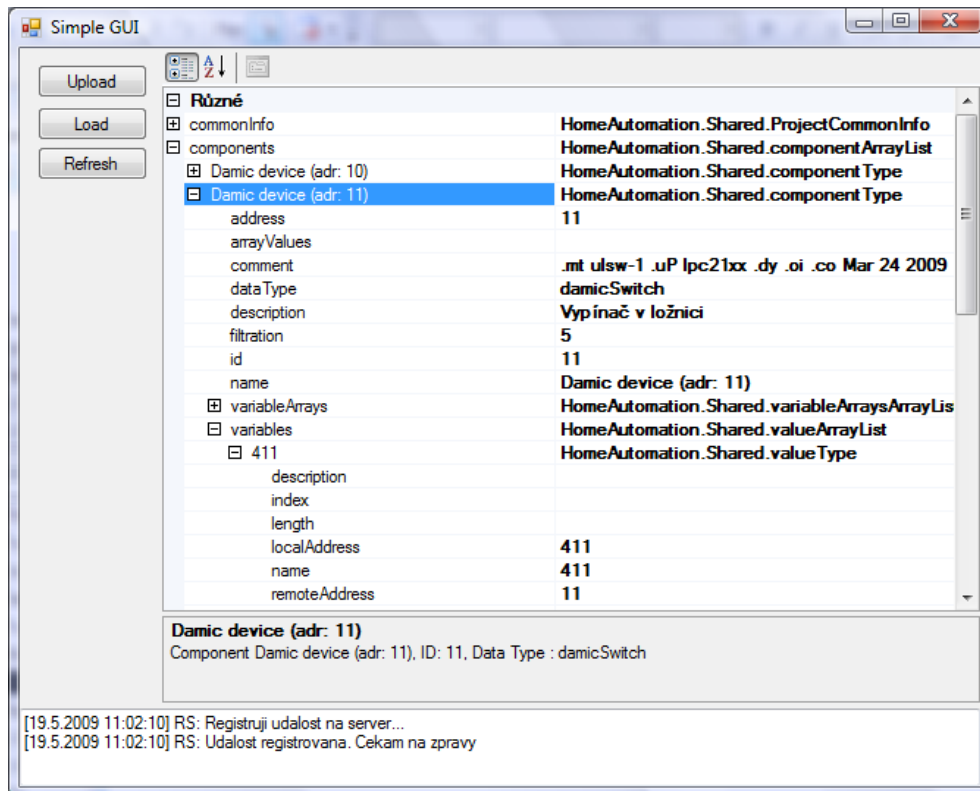 Simple GUI
Upload
Load
Refresh
Různé
commonInfo HomeAutomation.Shared.ProjectCommonInfo
components HomeAutomation.Shared.componentArrayList
Damic device (adr: 10) HomeAutomation.Shared.componentType
Damic device (adr: 11) HomeAutomation.Shared.componentType
address 11
arrayValues
comment .mt ulsw-1 .uP lpc21xx .dy .oi .co Mar 24 2009
dataType damicSwitch
description Vypínač v ložnici
filtration 5
id 11
name Damic device (adr: 11)
variableArrays HomeAutomation.Shared.variableArraysArrayLis
variables HomeAutomation.Shared.valueArrayList
411 HomeAutomation.Shared.valueType
description
index
length
localAddress 411
name 411
remoteAddress 11
Damic device (adr: 11)
Component Damic device (adr: 11), ID: 11, Data Type : damicSwitch
[19.5.2009 11:02:10] RS: Registruji udalost na server...
[19.5.2009 11:02:10] RS: Udalost registrovana. Cekam na zpravy